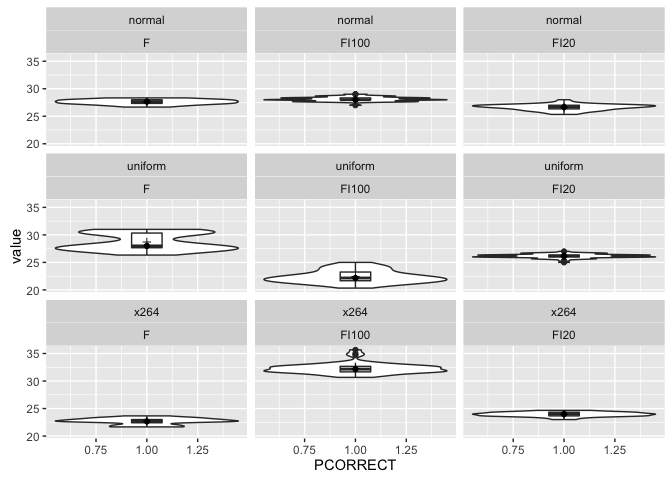 normal normal normal
F FI100 FI20
35
30
25
20
uniform uniform uniform
F FI100 FI20
35
30
25
20
x264 x264 x264
F FI100 FI20
35
30
25
20
value
0.75 1.00 1.25 0.75 1.00 1.25 0.75 1.00 1.25
PCORRECT